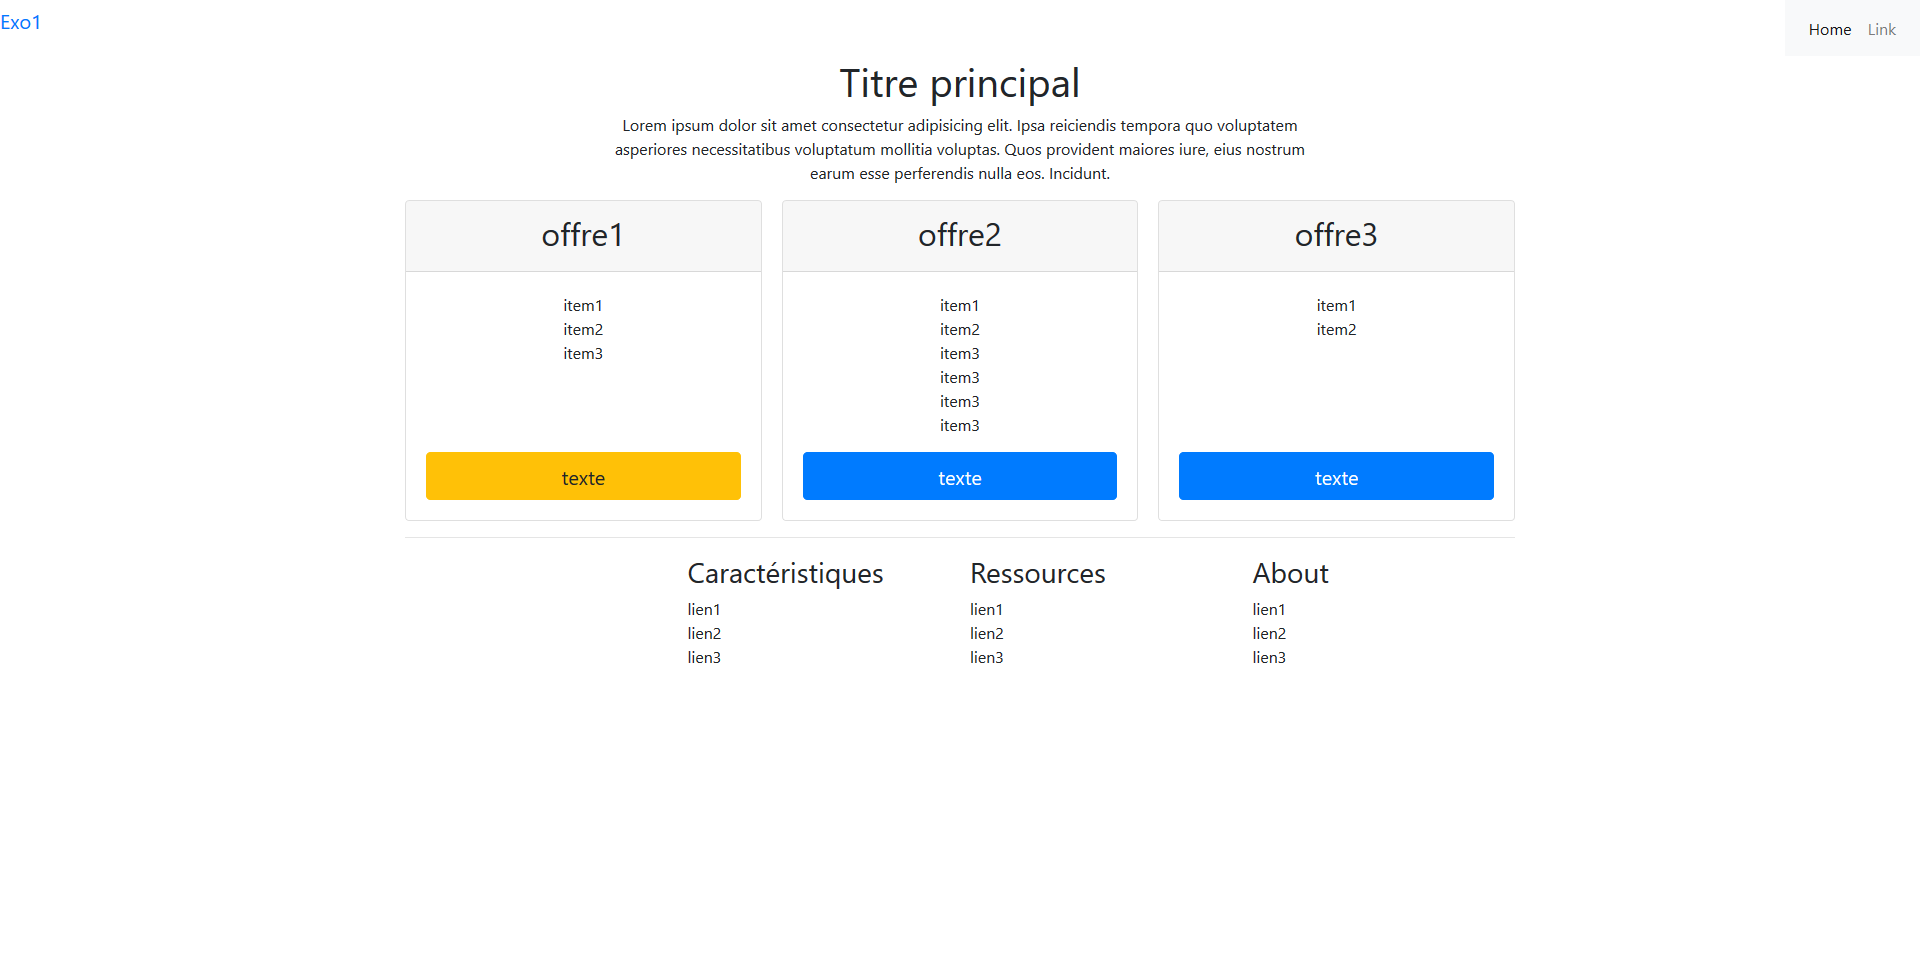 Exo1
Home Link
Titre principal
Lorem ipsum dolor sit amet consectetur adipisicing elit. Ipsa reiciendis tempora quo voluptatem
asperiores necessitatibus voluptatum mollitia voluptas. Quos provident maiores iure, eius nostrum
earum esse perferendis nulla eos. Incidunt.
offre1
item1
item2
item3
texte
offre2
item1
item2
item3
item3
item3
item3
texte
offre3
item1
item2
texte
Caractéristiques
lien1
lien2
lien3
Ressources
lien1
lien2
lien3
About
lien1
lien2
lien3